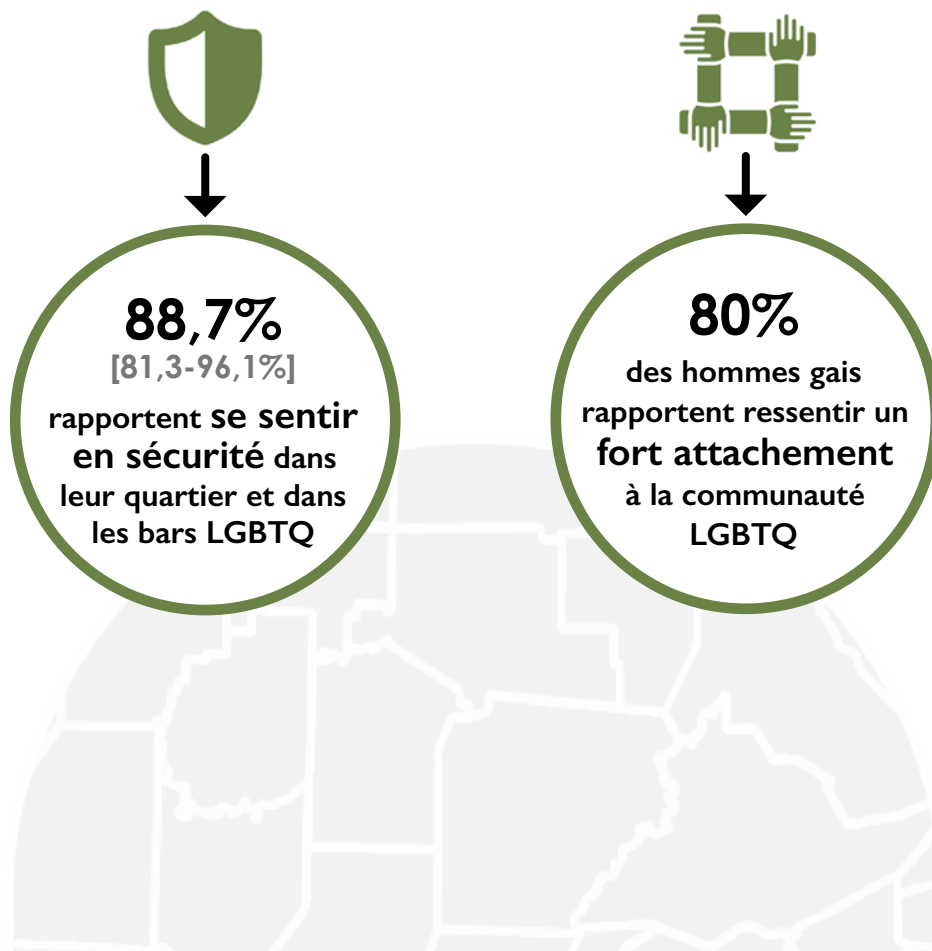 88,7%
[81,3-96,1%]
rapportent se sentir
en sécurité dans
leur quartier et dans
les bars LGBTQ
80%
des hommes gais
rapportent ressentir un
fort attachement
à la communauté
LGBTQ